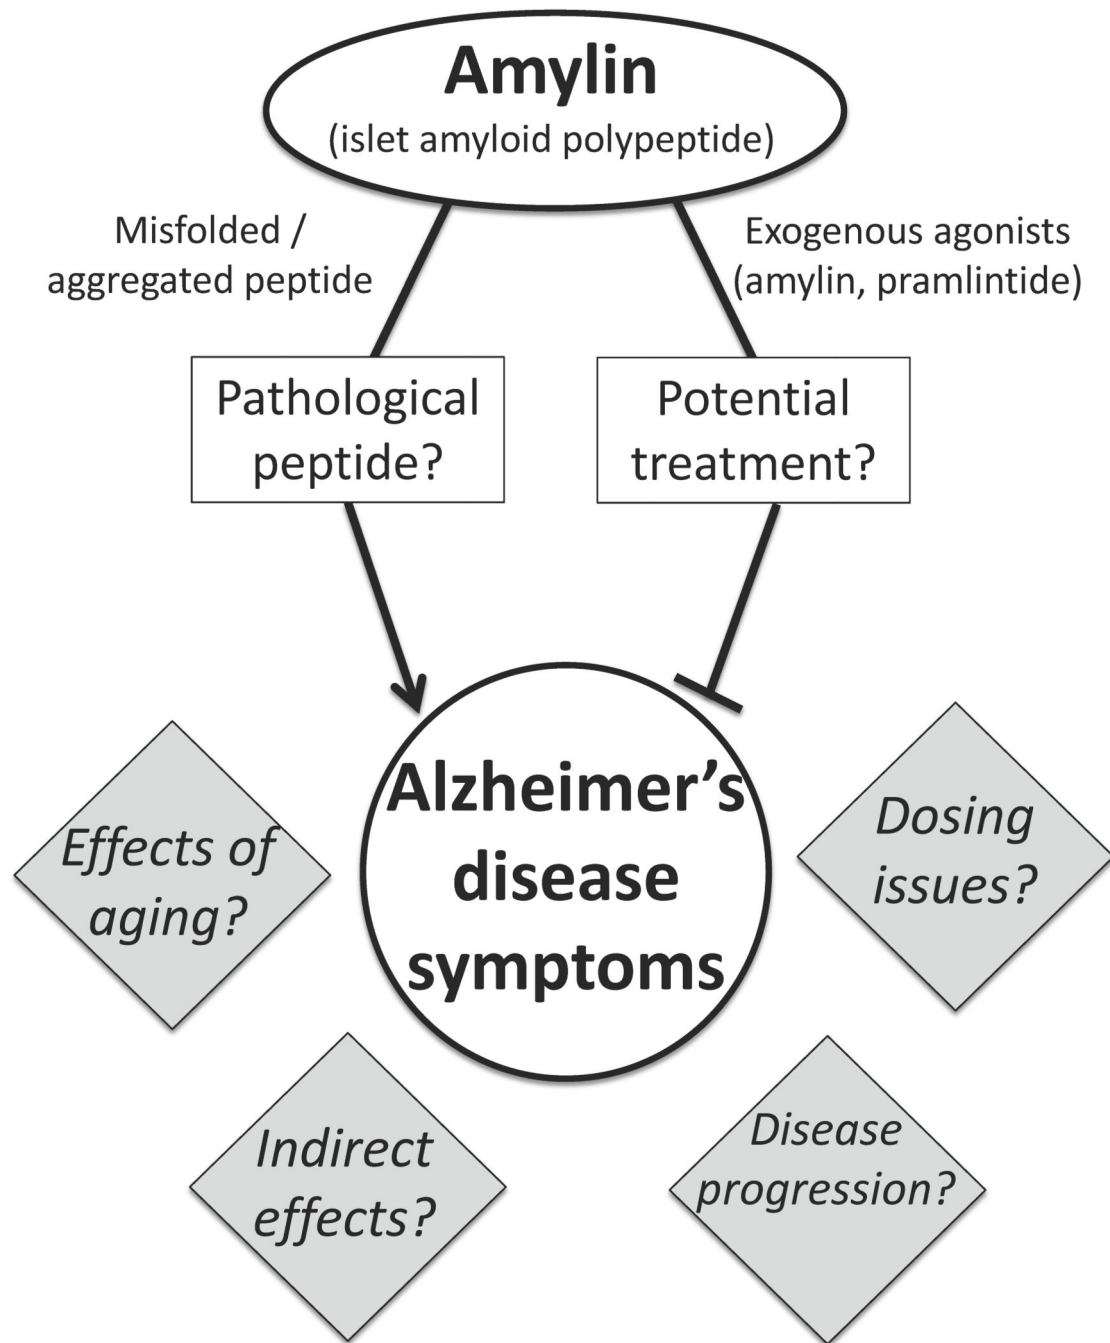 Amylin
(islet amyloid polypeptide)
Misfolded /
aggregated peptide
Exogenous agonists
(amylin, pramlintide)
Pathological
peptide?
Potential
treatment?
Alzheimer’s
disease
symptoms
Effects of
aging?
Dosing
issues?
Indirect
effects?
Disease
progression?